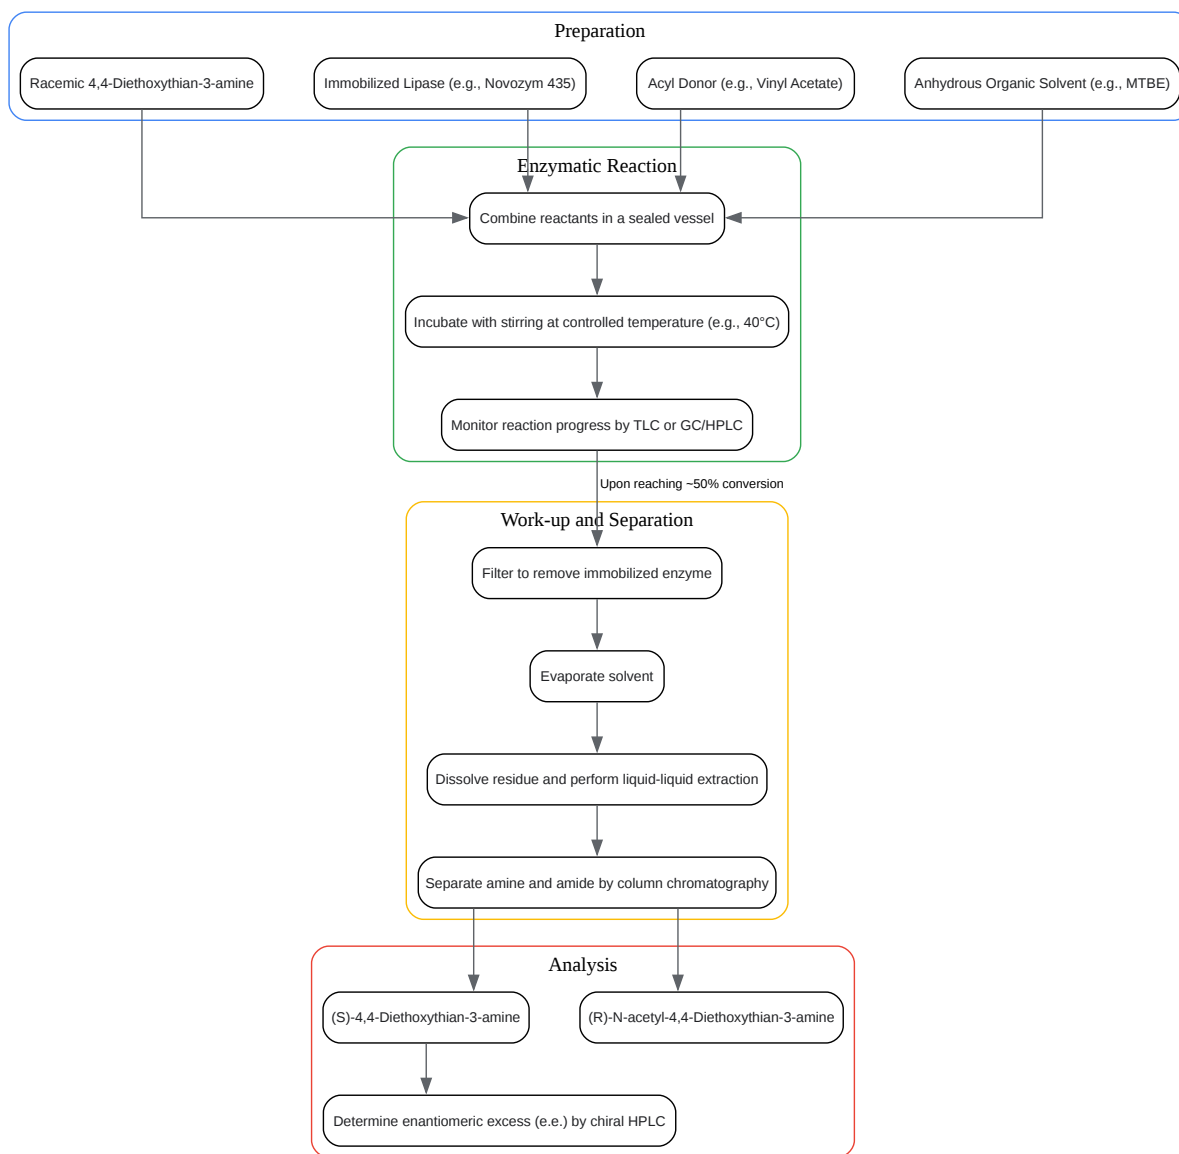 Preparation
Racemic 4,4-Diethoxythian-3-amine
Immobilized Lipase (e.g., Novozym 435)
Acyl Donor (e.g., Vinyl Acetate)
Anhydrous Organic Solvent (e.g., MTBE)
Enzymatic Reaction
Combine reactants in a sealed vessel
Incubate with stirring at controlled temperature (e.g., 40°C)
Monitor reaction progress by TLC or GC/HPLC
Upon reaching ~50% conversion
Work-up and Separation
Filter to remove immobilized enzyme
Evaporate solvent
Dissolve residue and perform liquid-liquid extraction
Separate amine and amide by column chromatography
Analysis
(S)-4,4-Diethoxythian-3-amine
(R)-N-acetyl-4,4-Diethoxythian-3-amine
Determine enantiomeric excess (e.e.) by chiral HPLC